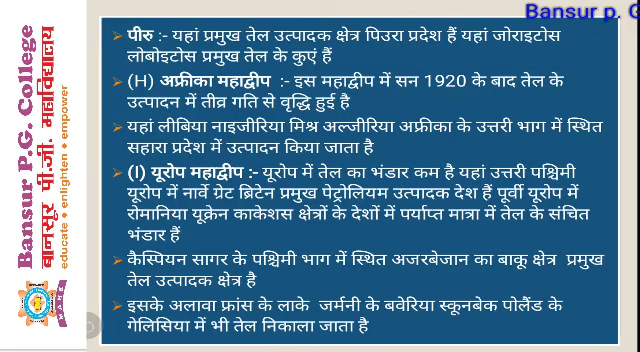 Bansur p. G
पीरु :- यहां प्रमुख तेल उत्पादक क्षेत्र पिउरा प्रदेश हैं यहां जोराइटोस
लोबोइटोस प्रमुख तेल के कुएं हैं
(H) अफ्रीका महाद्वीप :- इस महाद्वीप में सन 1920 के बाद तेल के
उत्पादन में तीव्र गति से वृद्धि हुई है
यहां लीबिया नाइजीरिया मिश्र अल्जीरिया अफ्रीका के उत्तरी भाग में स्थित
सहारा प्रदेश में उत्पादन किया जाता है
(I) यूरोप महाद्वीप :- यूरोप में तेल का भंडार कम है यहां उत्तरी पश्चिमी
यूरोप में नार्वे ग्रेट ब्रिटेन प्रमुख पेट्रोलियम उत्पादक देश हैं पूर्वी यूरोप में
रोमानिया यूक्रेन काकेशस क्षेत्रों के देशों में पर्याप्त मात्रा में तेल के संचित
भंडार हैं
कैस्पियन सागर के पश्चिमी भाग में स्थित अजरबेजान का बाकू क्षेत्र प्रमुख
तेल उत्पादक क्षेत्र है
इसके अलावा फ्रांस के लाके जर्मनी के बवेरिया स्कूनबेक पोलैंड के
गेलिसिया में भी तेल निकाला जाता है
Bansur P.G. College
बानसूर पी.जी. महाविद्यालय
educate • enlighten • empower